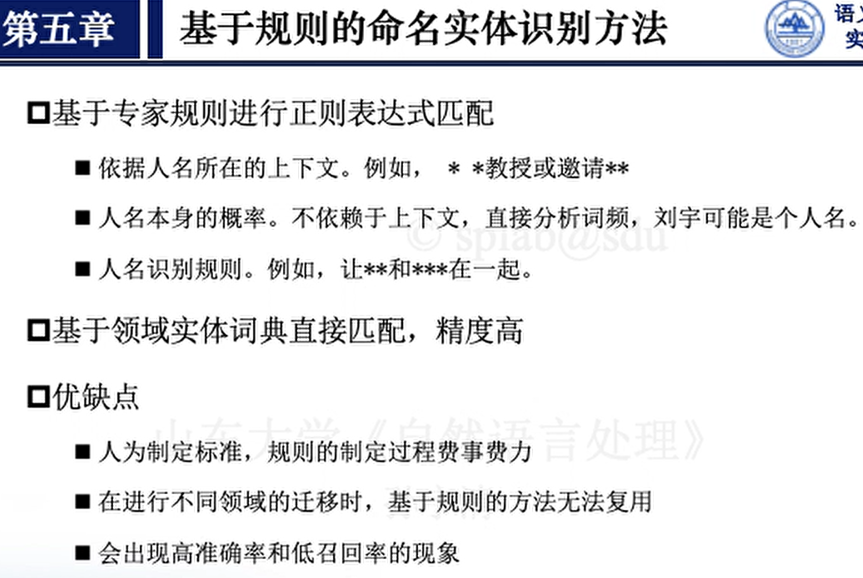 第五章
基于规则的命名实体识别方法
语义
实
基于专家规则进行正则表达式匹配
依据人名所在的上下文。例如， * *教授或邀请**
人名本身的概率。不依赖于上下文，直接分析词频，刘宇可能是个人名。
© splab@sdu
人名识别规则。例如，让**和***在一起。
基于领域实体词典直接匹配，精度高
优缺点
山东大学《自然语言处理》
人为制定标准，规则的制定过程费事费力
在进行不同领域的迁移时，基于规则的方法无法复用
会出现高准确率和低召回率的现象